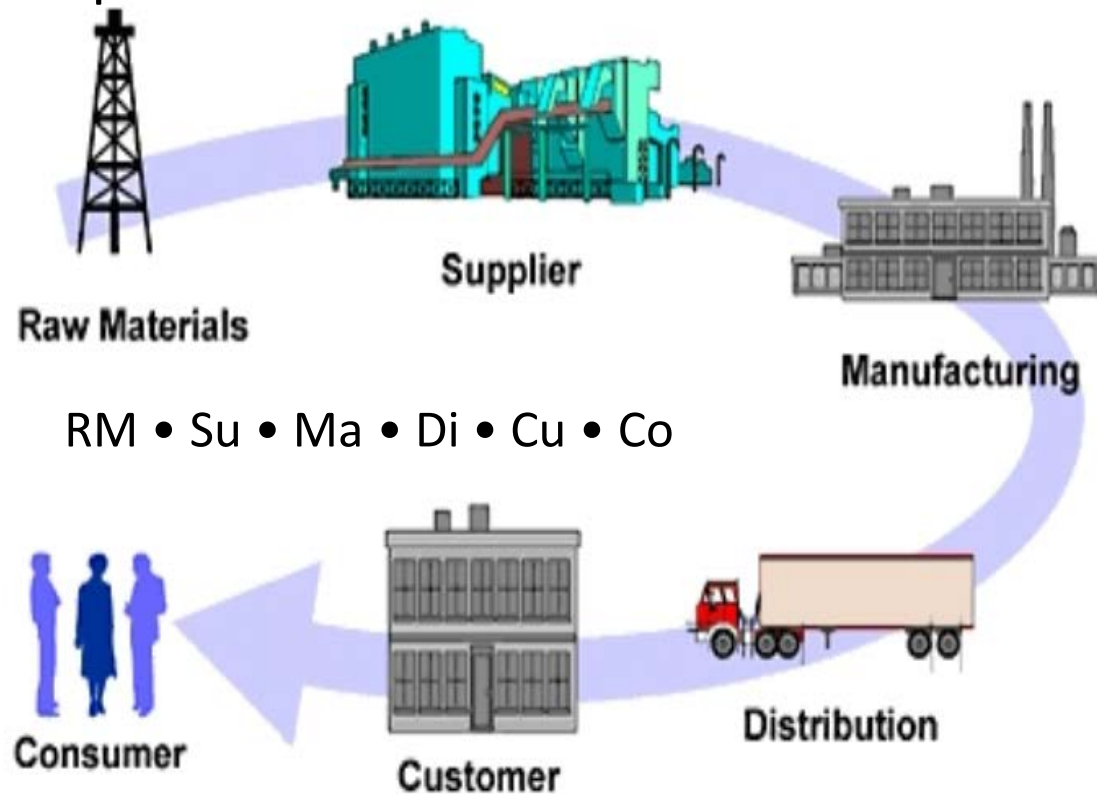 Supplier
Raw Materials
Manufacturing
RM • Su • Ma • Di • Cu • Co
Distribution
Consumer
Customer